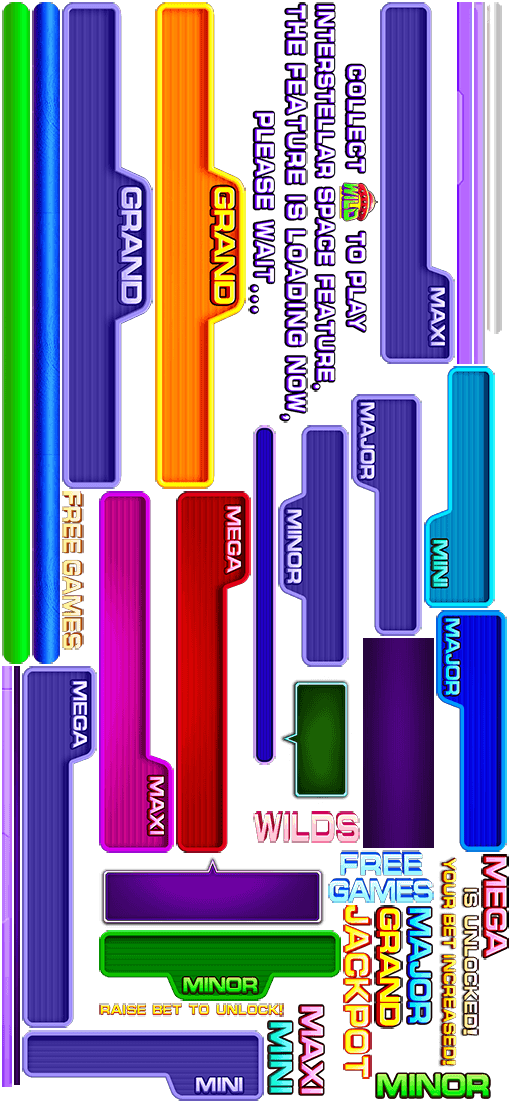 COLLECT WILD TO PLAY
INTERSTELLAR SPACE FEATURE,
THE FEATURE IS LOADING NOW,
PLEASE WAIT ....
GRAND
GRAND
MAXI
MAJOR
MINI
FREE GAMES
MEGA
MINOR
MAJOR
MEGA
MAXI
WILDS
FREE
GAMES
MEGA
IS UNLOCKED!
YOUR BET INCREASED!
MAJOR
GRAND
JACKPOT
MINOR
RAISE BET TO UNLOCK!
MAXI
MINI
MINI
MINOR